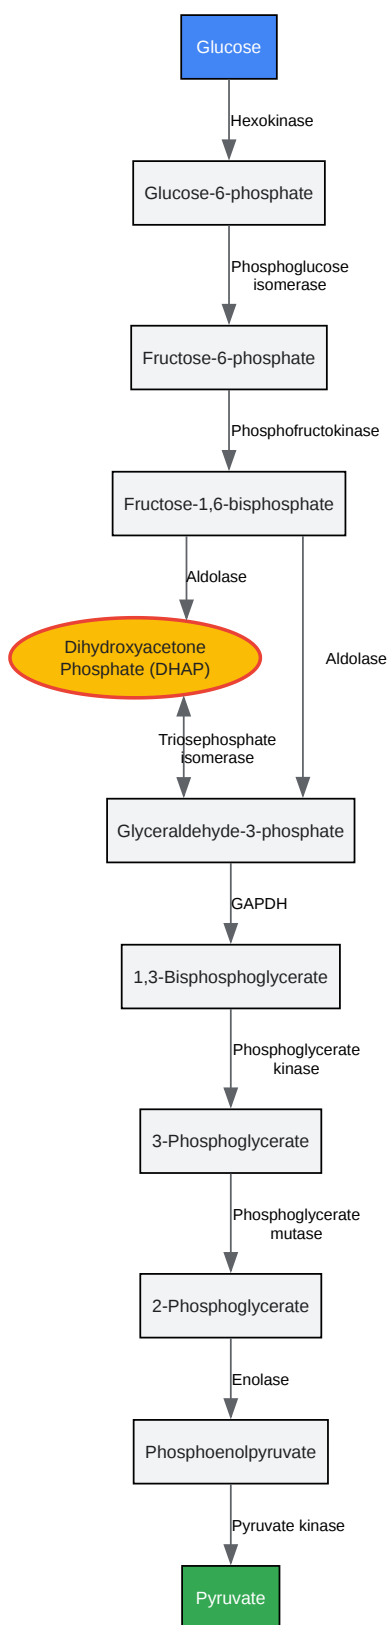 Glucose
Hexokinase
Glucose-6-phosphate
Phosphoglucose
isomerase
Fructose-6-phosphate
Phosphofructokinase
Fructose-1,6-bisphosphate
Aldolase
Dihydroxyacetone
Phosphate (DHAP)
Aldolase
Triosephosphate
isomerase
Glyceraldehyde-3-phosphate
GAPDH
1,3-Bisphosphoglycerate
Phosphoglycerate
kinase
3-Phosphoglycerate
Phosphoglycerate
mutase
2-Phosphoglycerate
Enolase
Phosphoenolpyruvate
Pyruvate kinase
Pyruvate